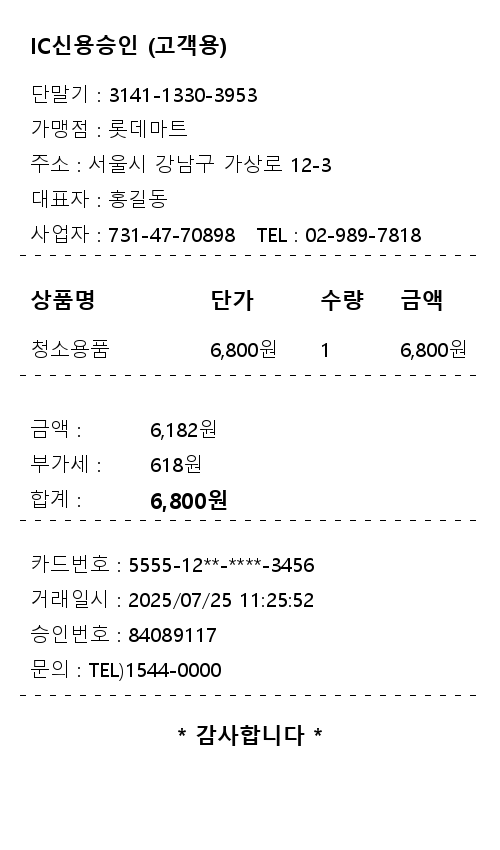 IC신용승인 (고객용)
단말기 : 3141-1330-3953
가맹점 : 롯데마트
주소 : 서울시 강남구 가상로 12-3
대표자 : 홍길동
사업자 : 731-47-70898 TEL : 02-989-7818
상품명 단가 수량 금액
청소용품 6,800원 1 6,800원
금액 : 6,182원
부가세 : 618원
합계 : 6,800원
카드번호 : 5555-12**-****-3456
거래일시 : 2025/07/25 11:25:52
승인번호 : 84089117
문의 : TEL)1544-0000
* 감사합니다 *